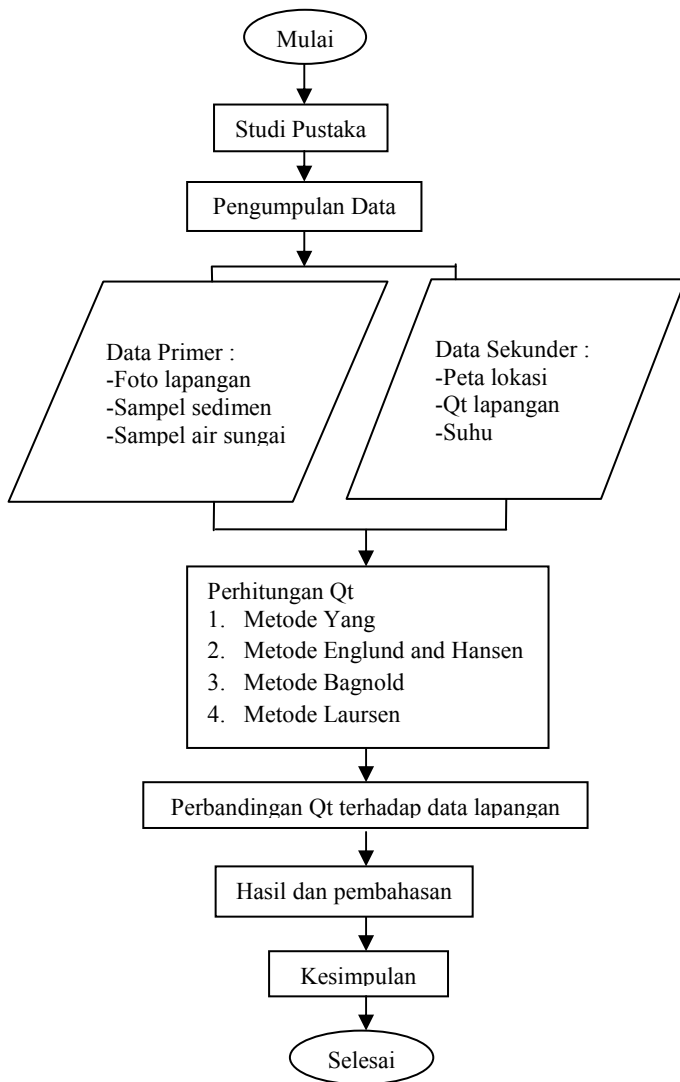 Mulai
Studi Pustaka
Pengumpulan Data
Data Primer :
-Foto lapangan
-Sampel sedimen
-Sampel air sungai
Data Sekunder :
-Peta lokasi
-Qt lapangan
-Suhu
Perhitungan Qt
1. Metode Yang
2. Metode Englund and Hansen
3. Metode Bagnold
4. Metode Laursen
Perbandingan Qt terhadap data lapangan
Hasil dan pembahasan
Kesimpulan
Selesai